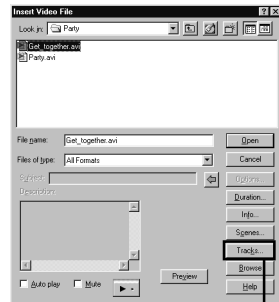 Insert Video File
Look in: Party
Get_together.avi
Party.avi
File name: Get_together.avi Open
Files of type: All Formats Cancel
Subject: Options...
Description: Duration...
Info...
Scenes...
Tracks...
Browse
Auto play Mute Preview Help